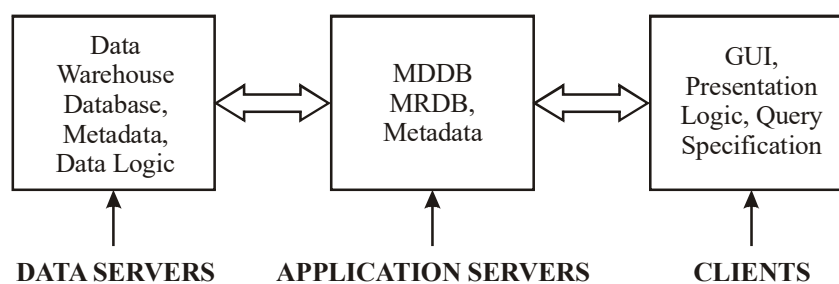 Data
Warehouse
Database,
Metadata,
Data Logic
MDDB
MRDB,
Metadata
GUI,
Presentation
Logic, Query
Specification
DATA SERVERS
APPLICATION SERVERS
CLIENTS